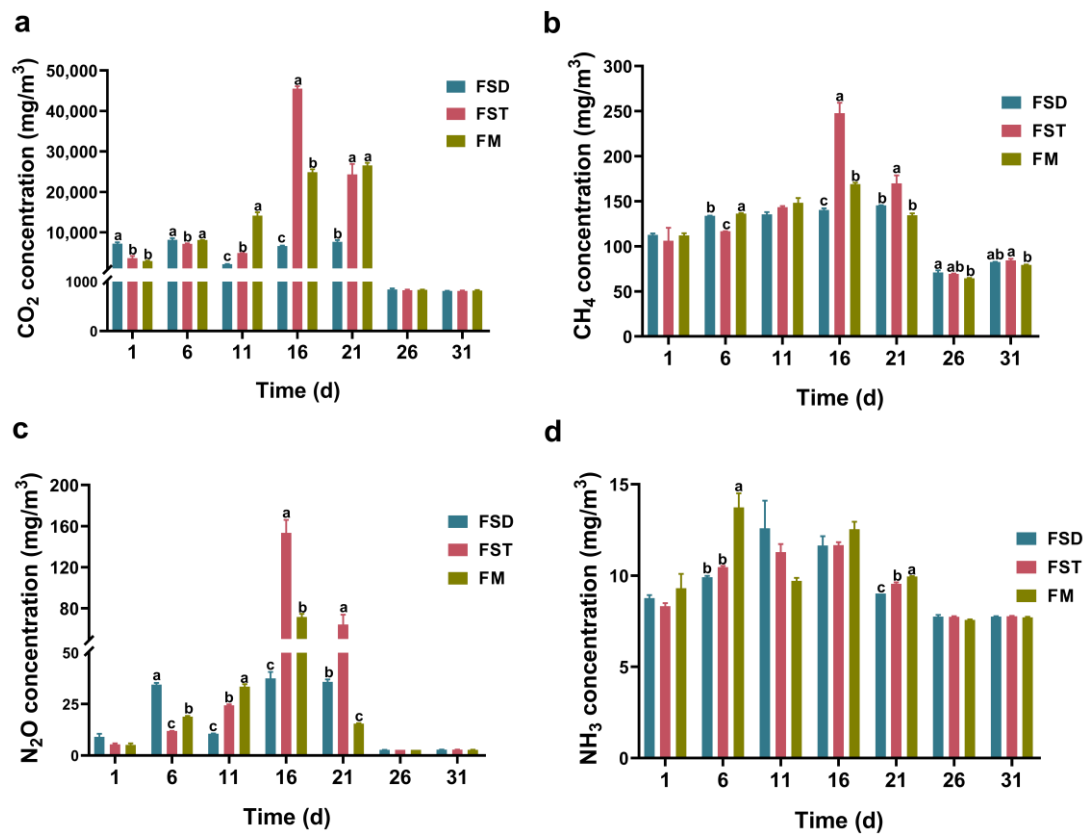 a
CO2 concentration (mg/m3)
50,000
40,000
30,000
20,000
10,000
1000
0
a b b
a b a
c b a
c a b
b a a
1 6 11 16 21 26 31
Time (d)
FSD
FST
FM
b
CH4 concentration (mg/m3)
300
250
200
150
100
50
0
b c a
c a b
b a b
a ab b
ab a b
1 6 11 16 21 26 31
Time (d)
FSD
FST
FM
c
N2O concentration (mg/m3)
200
160
120
80
50
25
0
a c b
c b a
c a b
b a c
1 6 11 16 21 26 31
Time (d)
FSD
FST
FM
d
NH3 concentration (mg/m3)
15
10
5
0
b b a
c b a
1 6 11 16 21 26 31
Time (d)
FSD
FST
FM